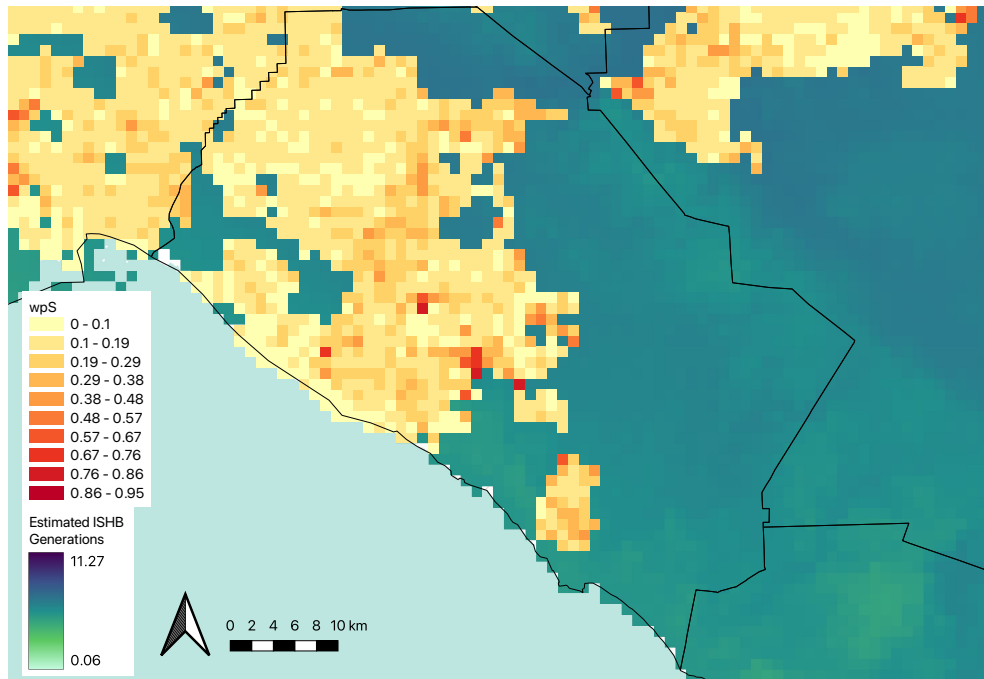 wpS
0 - 0.1
0.1 - 0.19
0.19 - 0.29
0.29 - 0.38
0.38 - 0.48
0.48 - 0.57
0.57 - 0.67
0.67 - 0.76
0.76 - 0.86
0.86 - 0.95
Estimated ISHB
Generations
11.27
0.06
0 2 4 6 8 10 km